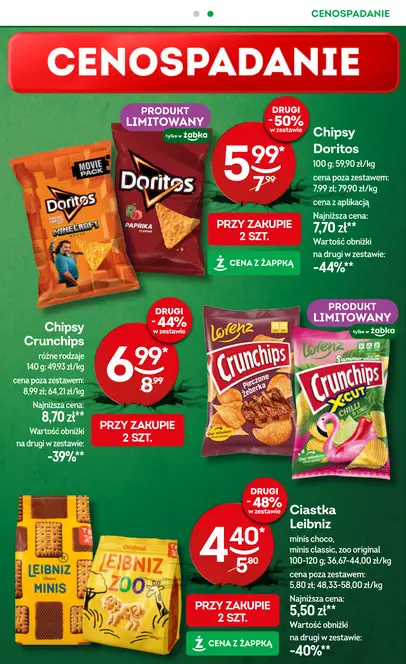 CENOSPADANIE
CENOSPADANIE
PRODUKT
LIMITOWANY
tylko w żabka
MOVIE
PACK
Doritos
MINECRAFT
Doritos
PAPRIKA
DRUGI
-50%
w zestawie
5,99*
7,99
PRZY ZAKUPIE
2 SZT.
CENA Z ŻAPPKĄ
Chipsy
Doritos
100 g; 59,90 zł/kg
cena poza zestawem:
7,99 zł; 79,90 zł/kg
cena z aplikacją
Najniższa cena:
7,70 zł**
Wartość obniżki
na drugi w zestawie:
-44%**
Chipsy
Crunchips
różne rodzaje
140 g; 49,93 zł/kg
cena poza zestawem:
8,99 zł; 64,21 zł/kg
Najniższa cena:
8,70 zł**
Wartość obniżki
na drugi w zestawie:
-39%**
DRUGI
-44%
w zestawie
6,99*
8,99
PRZY ZAKUPIE
2 SZT.
Lorenz
Crunchips
Pieczone
żeberka
PRODUKT
LIMITOWANY
tylko w żabka
Lorenz
Summer
Crunchips
X-CUT
CHILLI
& LIME
LEIBNIZ
MINIS
Original
LEIBNIZ
ZOO
DRUGI
-48%
w zestawie
4,40*
5,80
PRZY ZAKUPIE
2 SZT.
CENA Z ŻAPPKĄ
Ciastka
Leibniz
minis choco,
minis classic, zoo original
100-120 g; 36,67-44,00 zł/kg
cena poza zestawem:
5,80 zł; 48,33-58,00 zł/kg
Najniższa cena:
5,50 zł**
Wartość obniżki
na drugi w zestawie:
-40%**